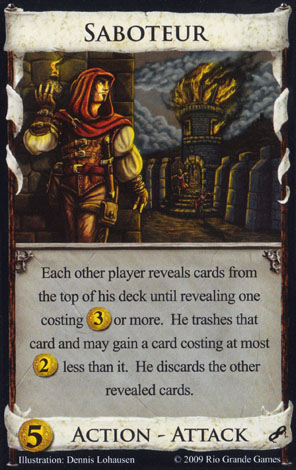 SABOTEUR
Each other player reveals cards from
the top of his deck until revealing one
costing 3 or more. He trashes that
card and may gain a card costing at most
2 less than it. He discards the other
revealed cards.
5 ACTION - ATTACK
Illustration: Dennis Lohausen © 2009 Rio Grande Games